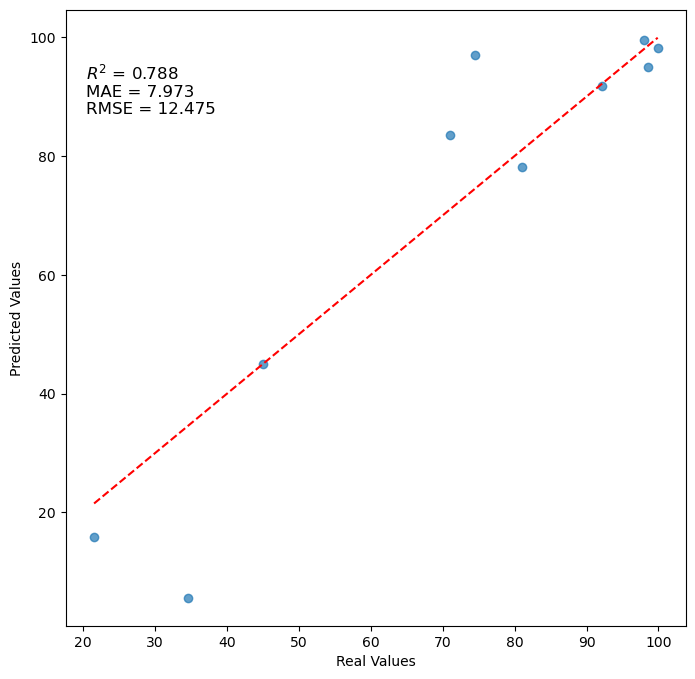 100
80
60
40
20
Predicted Values
R² = 0.788
MAE = 7.973
RMSE = 12.475
20 30 40 50 60 70 80 90 100
Real Values